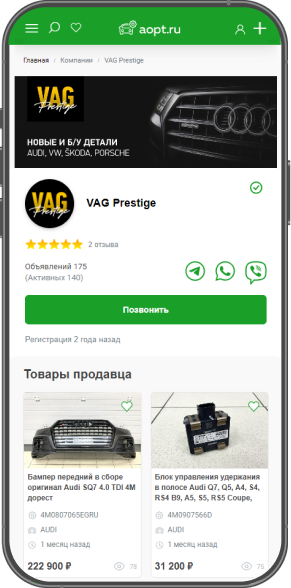 aopt.ru
Главная / Компании / VAG Prestige
VAG
Prestige
НОВЫЕ И Б/У ДЕТАЛИ
AUDI, VW, ŠKODA, PORSCHE
VAG
Prestige
VAG Prestige
2 отзыва
Объявлений 175
(Активных 140)
Позвонить
Регистрация 2 года назад
Товары продавца
Бампер передний в сборе
оригинал Audi SQ7 4.0 TDI 4M
дорест
4M0807065EGRU
AUDI
1 месяц назад
222 900 ₽
78
Блок управления удержания
в полосе Audi Q7, Q5, A4, S4,
RS4 B9, A5, S5, RS5 Coupe,
4M0907566D
AUDI
1 месяц назад
31 200 ₽
75